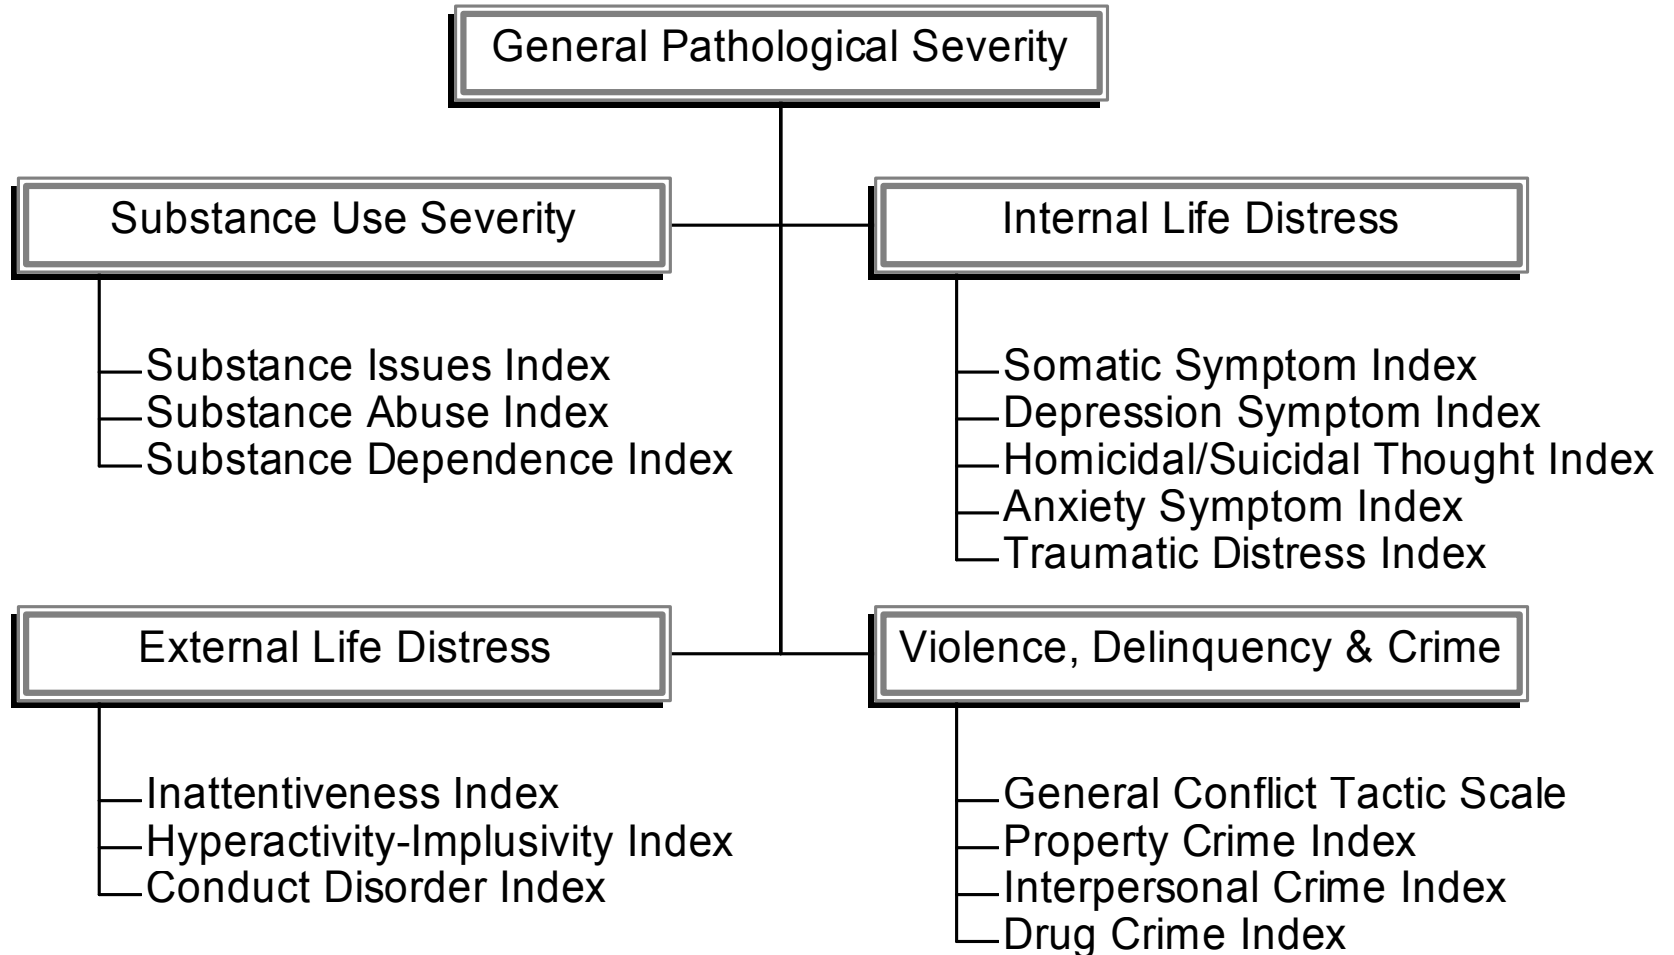 General Pathological Severity
Substance Use Severity
Substance Issues Index
Substance Abuse Index
Substance Dependence Index
Internal Life Distress
Somatic Symptom Index
Depression Symptom Index
Homicidal/Suicidal Thought Index
Anxiety Symptom Index
Traumatic Distress Index
External Life Distress
Inattentiveness Index
Hyperactivity-Implusivity Index
Conduct Disorder Index
Violence, Delinquency & Crime
General Conflict Tactic Scale
Property Crime Index
Interpersonal Crime Index
Drug Crime Index